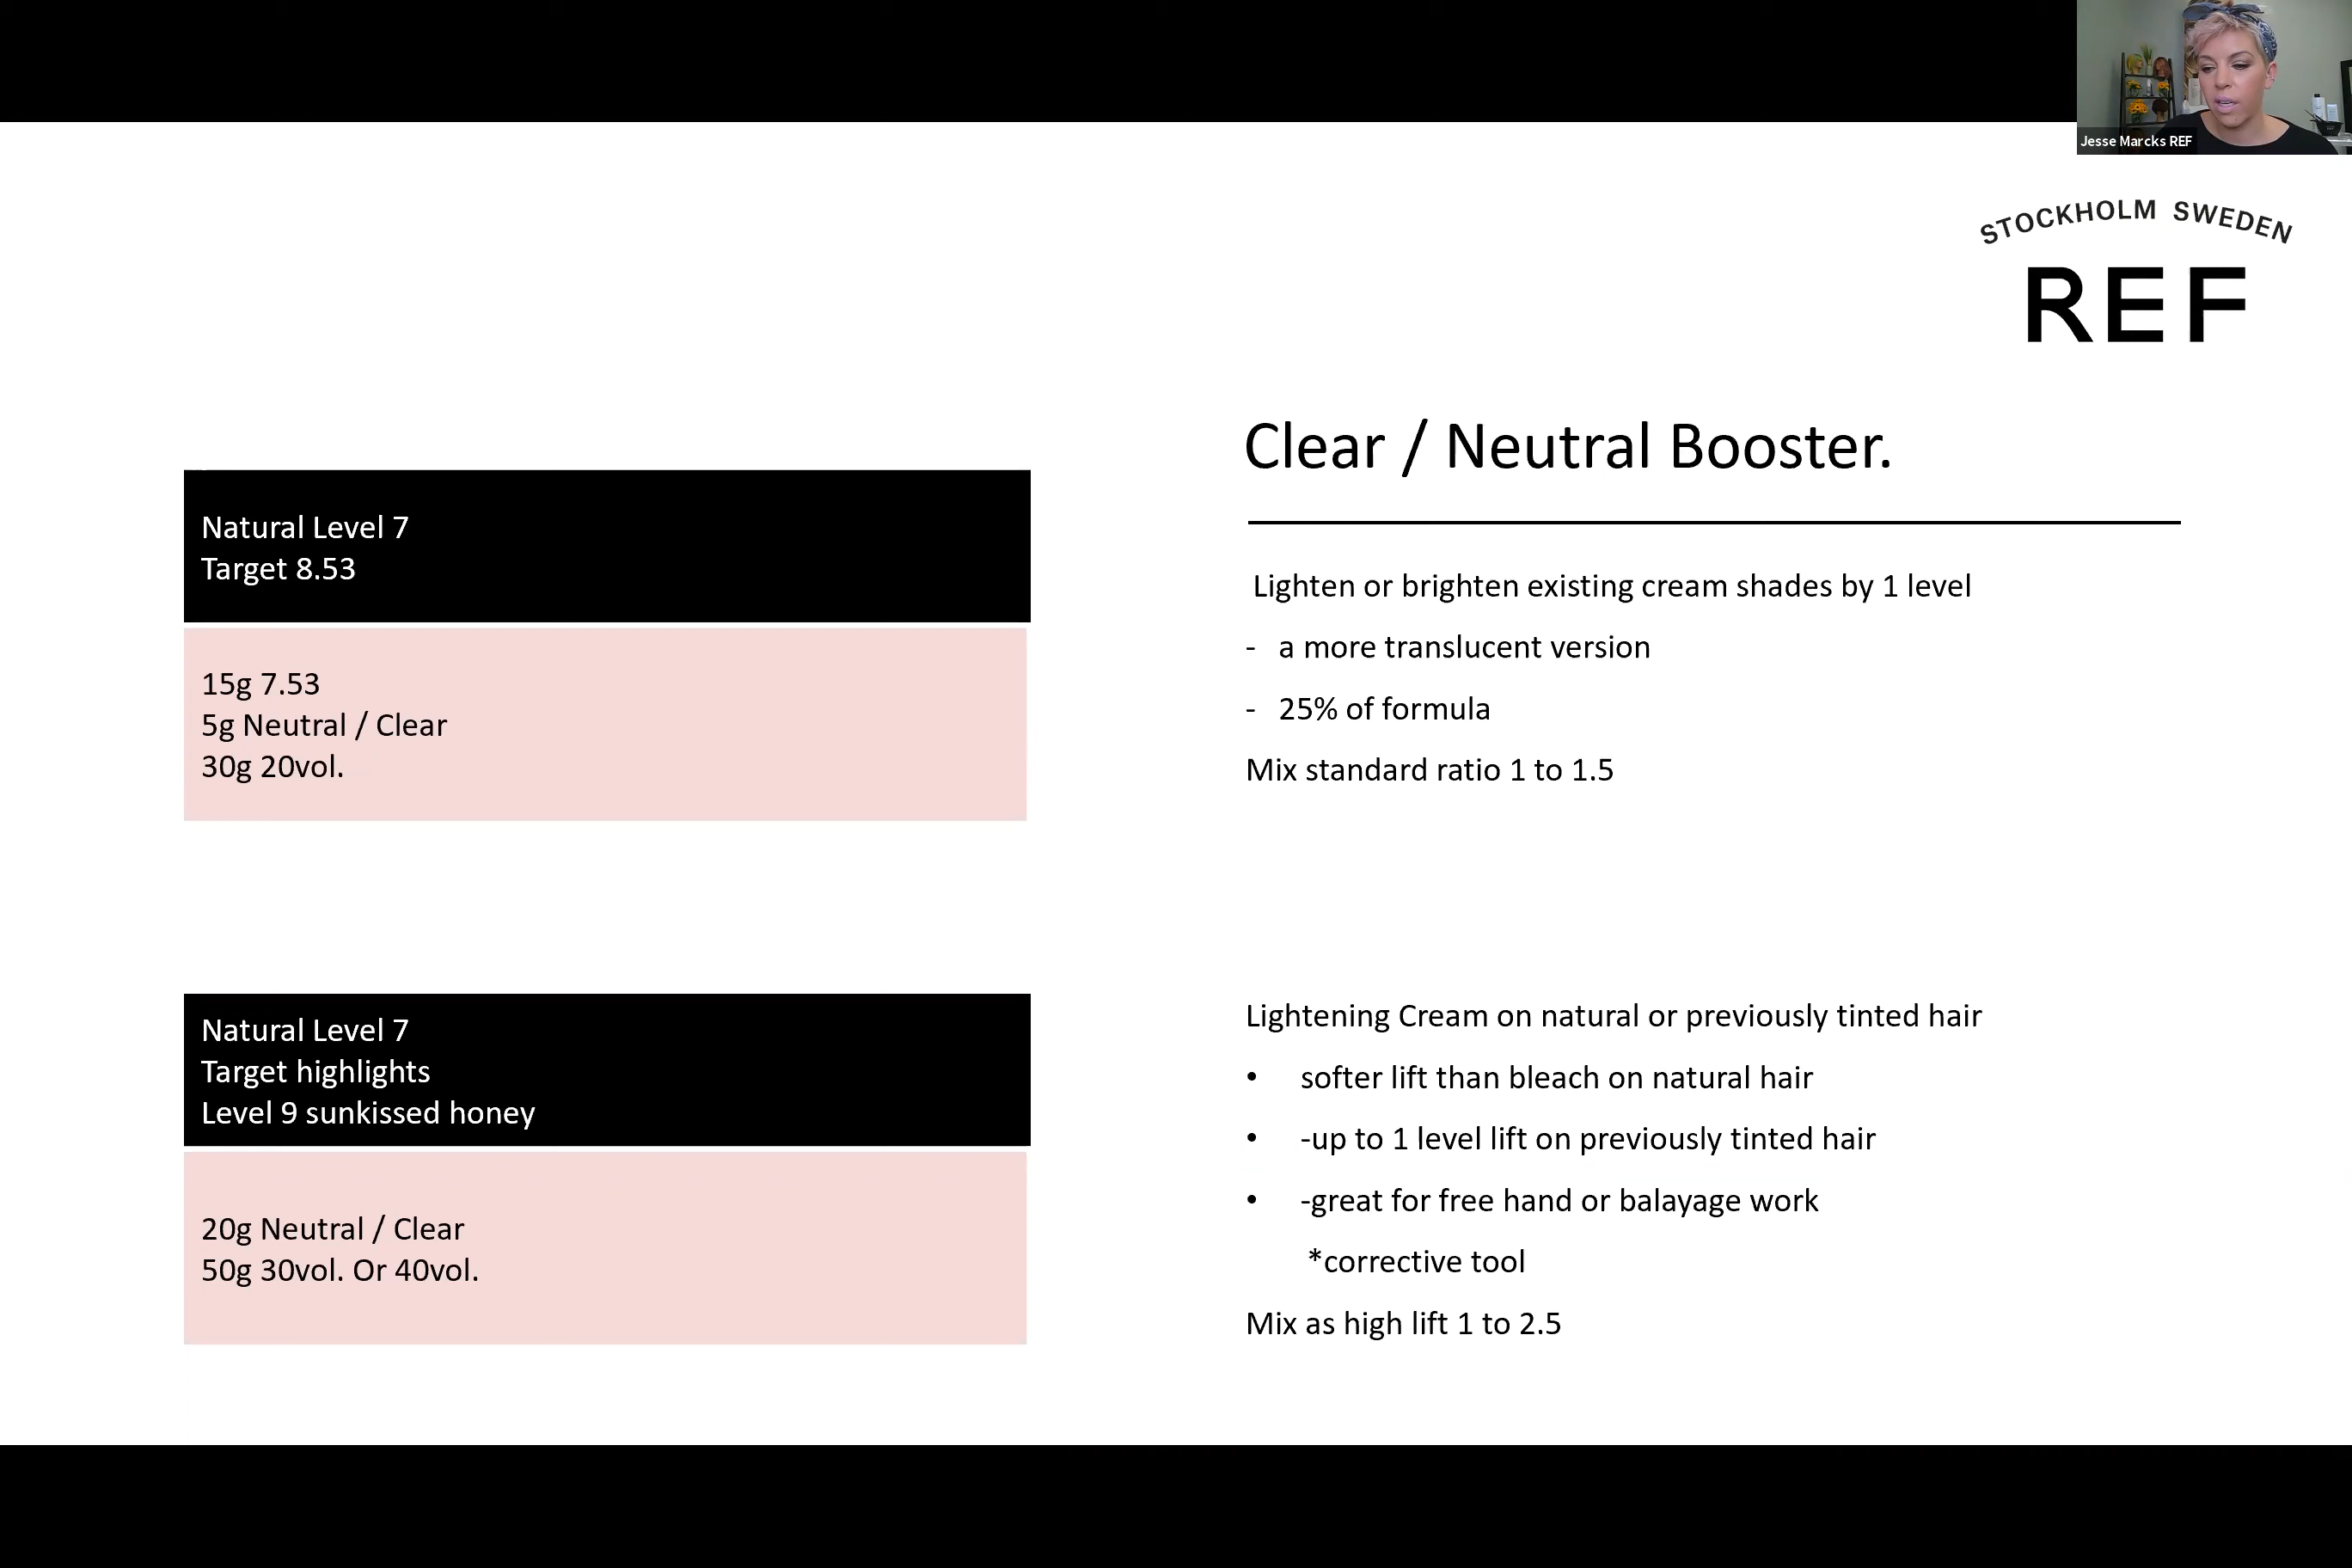 Jesse Marcks REF
STOCKHOLM SWEDEN
REF
Clear / Neutral Booster.
Natural Level 7
Target 8.53
15g 7.53
5g Neutral / Clear
30g 20vol.
Lighten or brighten existing cream shades by 1 level
- a more translucent version
- 25% of formula
Mix standard ratio 1 to 1.5
Natural Level 7
Target highlights
Level 9 sunkissed honey
20g Neutral / Clear
50g 30vol. Or 40vol.
Lightening Cream on natural or previously tinted hair
• softer lift than bleach on natural hair
• -up to 1 level lift on previously tinted hair
• -great for free hand or balayage work
*corrective tool
Mix as high lift 1 to 2.5